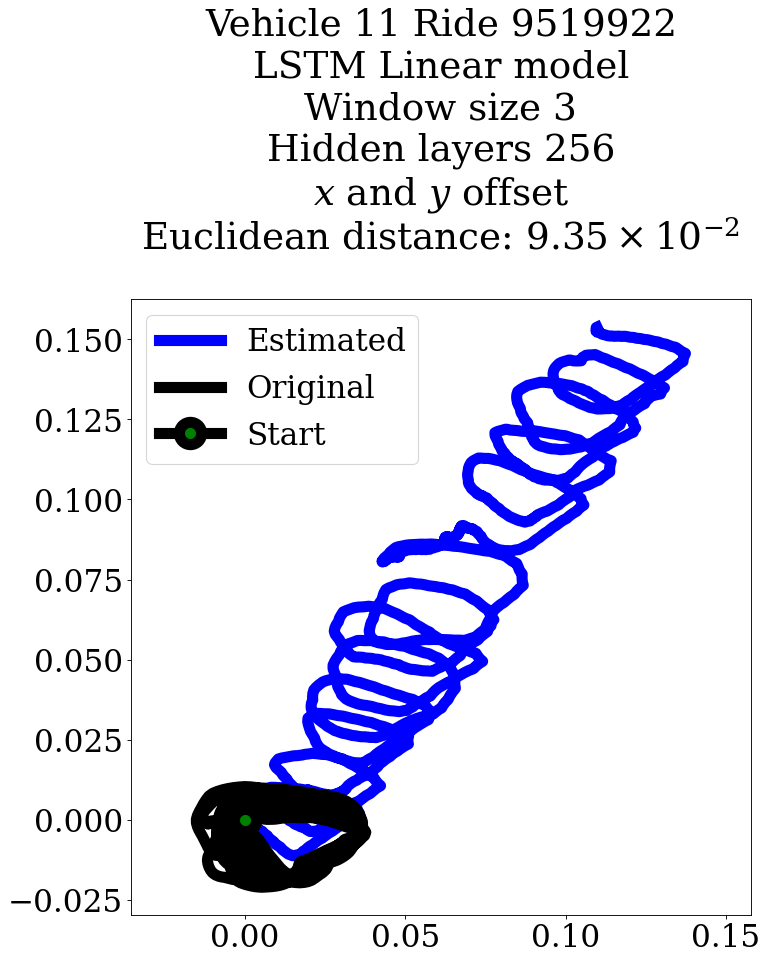 Vehicle 11 Ride 9519922
LSTM Linear model
Window size 3
Hidden layers 256
x and y offset
Euclidean distance: 9.35 × 10⁻²
Estimated
Original
Start
0.150
0.125
0.100
0.075
0.050
0.025
0.000
−0.025
0.00 0.05 0.10 0.15